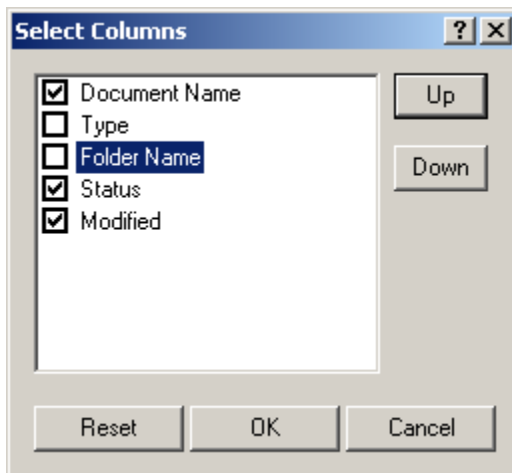 Select Columns
Document Name
Type
Folder Name
Status
Modified
Up
Down
Reset
OK
Cancel